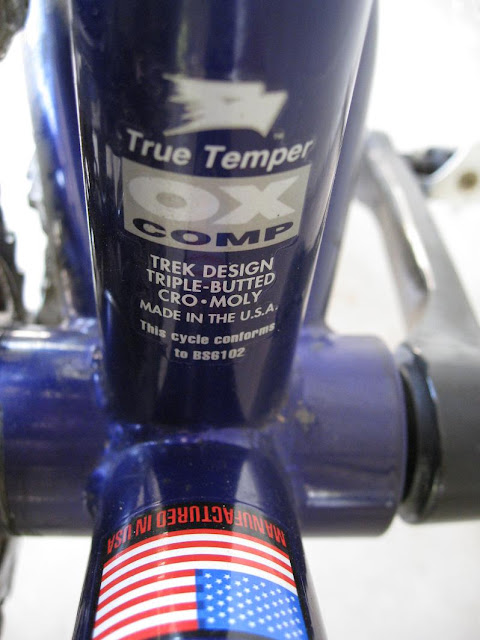 True Temper™
OX
COMP
TREK DESIGN
TRIPLE-BUTTED
CRO•MOLY
MADE IN THE U.S.A.
This cycle conforms
to BS6102
MANUFACTURED IN USA